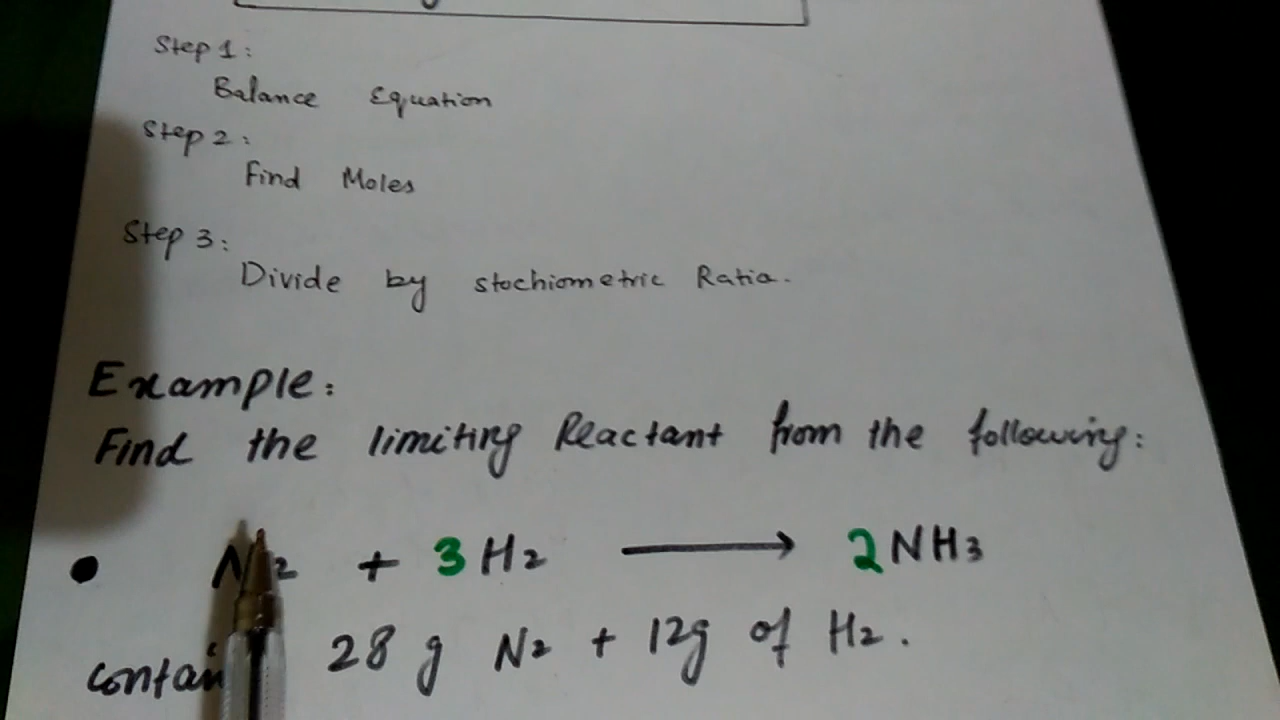 Step 1:
Balance Equation
Step 2:
Find Moles
Step 3:
Divide by stochiometric Ratio.
Example:
Find the limiting Reactant from the following:
N2 + 3H2 → 2NH3
28 g N2 + 12g of H2.